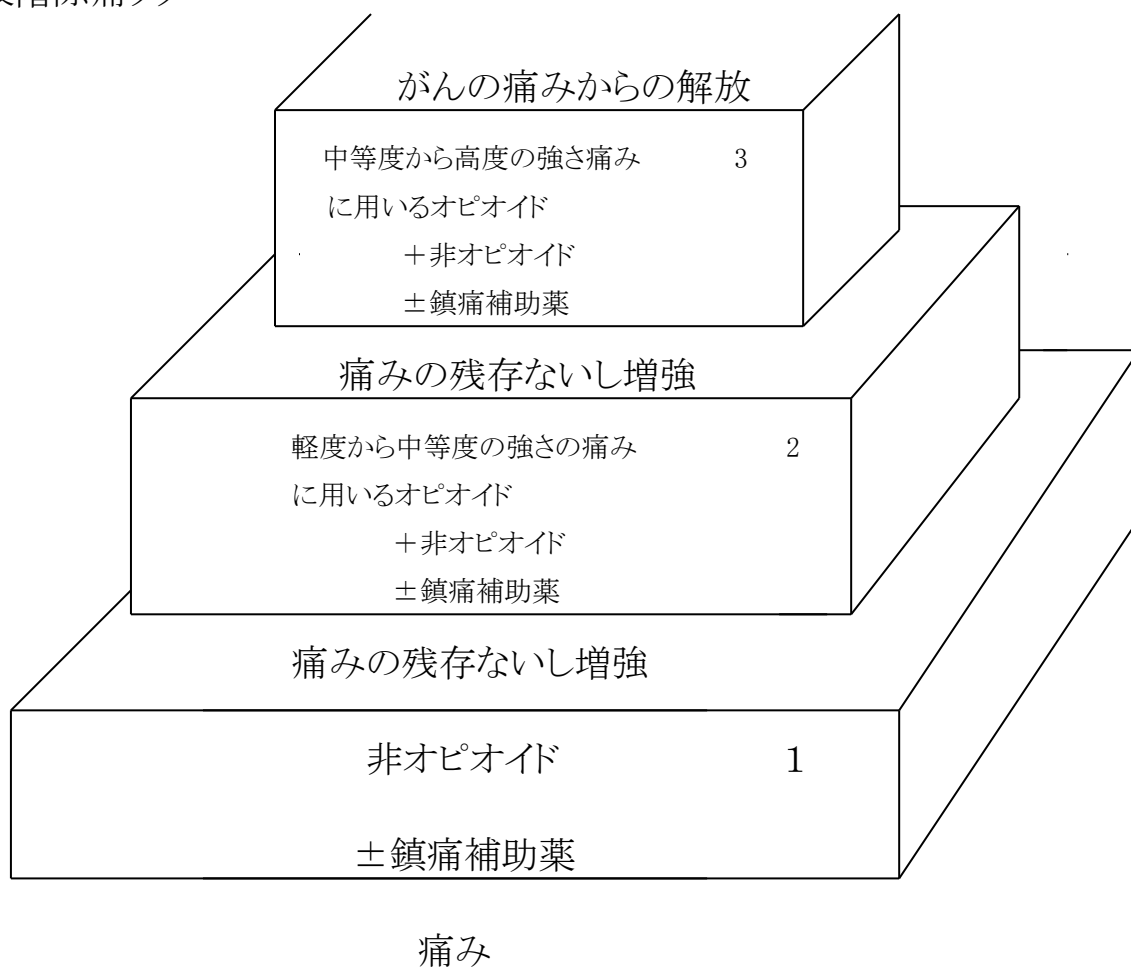 がんの痛みからの解放
中等度から高度の強さ痛み 3
に用いるオピオイド
＋非オピオイド
±鎮痛補助薬
痛みの残存ないし増強
軽度から中等度の強さの痛み 2
に用いるオピオイド
＋非オピオイド
±鎮痛補助薬
痛みの残存ないし増強
非オピオイド 1
±鎮痛補助薬
痛み